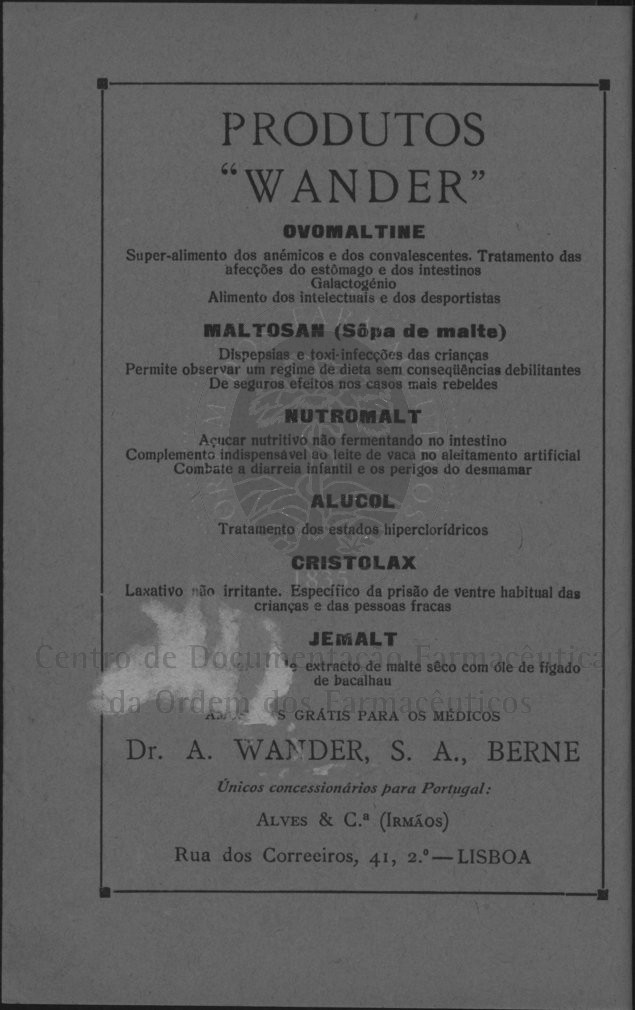 PRODUTOS
“WANDER”
OVOMALTINE
Super-alimento dos anémicos e dos convalescentes. Tratamento das
afecções do estômago e dos intestinos
Galactogénio
Alimento dos intelectuais e dos desportistas
MALTOSAN (Sôpa de malte)
Dispepsias e toxi-infecções das crianças
Permite observar um regime de dieta sem conseqüências debilitantes
De seguros efeitos nos casos mais rebeldes
NUTROMALT
Açucar nutritivo não fermentando no intestino
Complemento indispensável ao leite de vaca no aleitamento artificial
Combate a diarreia infantil e os perigos do desmamar
ALUCOL
Tratamento dos estados hiperclorídricos
CRISTOLAX
Laxativo não irritante. Específico da prisão de ventre habitual das
crianças e das pessoas fracas
JEMALT
extracto de malte sêco com óle de fígado
de bacalhau
Centro de Documentação Farmacêutica
da Ordem dos Farmacêuticos
GRÁTIS PARA OS MÉDICOS
Dr. A. WANDER, S. A., BERNE
Únicos concessionários para Portugal:
ALVES & C.ª (IRMÃOS)
Rua dos Correeiros, 41, 2.º — LISBOA